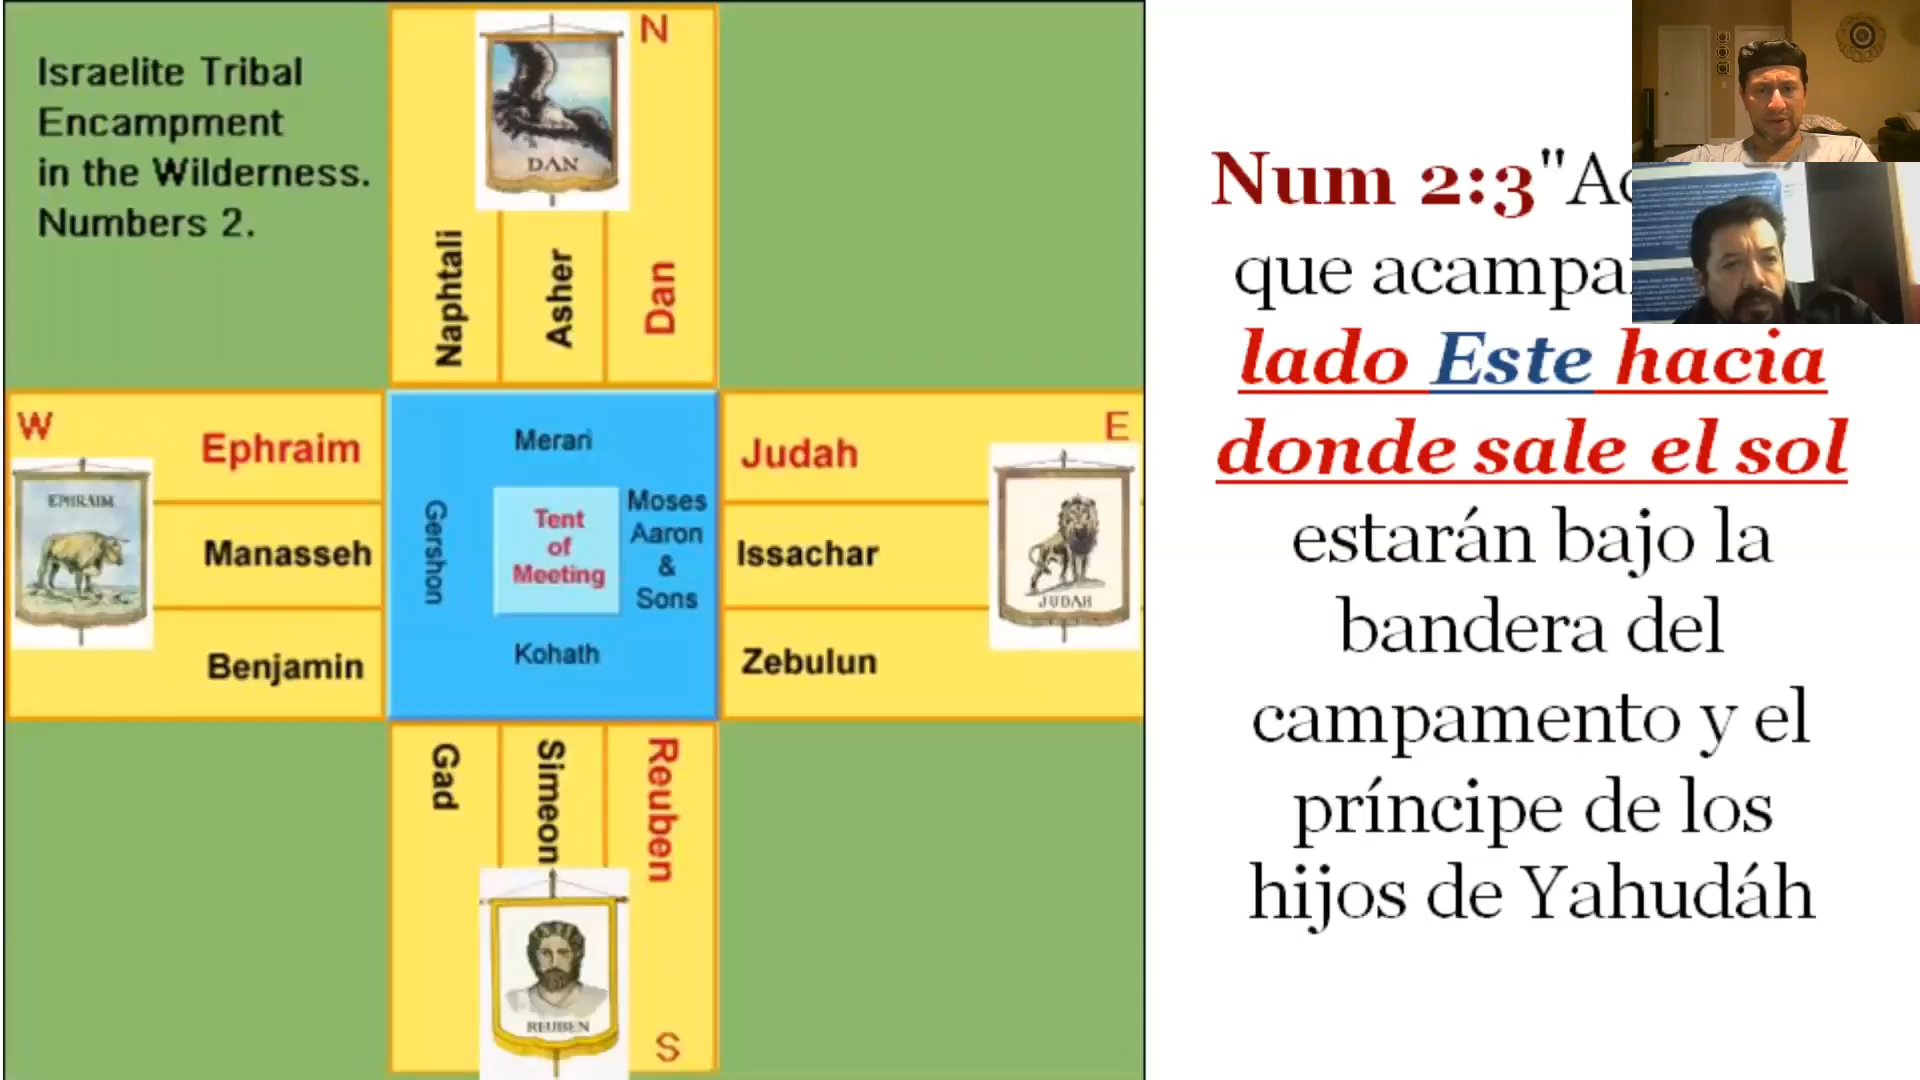 Israelite Tribal
Encampment
in the Wilderness.
Numbers 2.
N
DAN
Naphtali
Asher
Dan
W
EPHRAIM
Ephraim
Manasseh
Benjamin
Merari
Gershon
Tent
of
Meeting
Moses
Aaron
&
Sons
Kohath
E
Judah
Issachar
Zebulun
JUDAH
Gad
Simeon
Reuben
REUBEN
S
Num 2:3"
que
lado Este hacia
donde sale el sol
estarán bajo la
bandera del
campamento y el
príncipe de los
hijos de Yahudáh